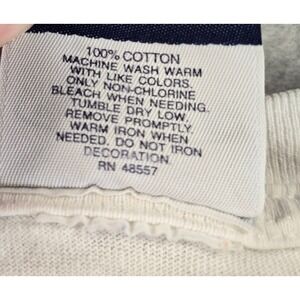 100% COTTON
MACHINE WASH WARM
WITH LIKE COLORS.
ONLY NON-CHLORINE
BLEACH WHEN NEEDING.
TUMBLE DRY LOW.
REMOVE PROMPTLY.
WARM IRON WHEN
NEEDED. DO NOT IRON
DECORATION.
RN 48557